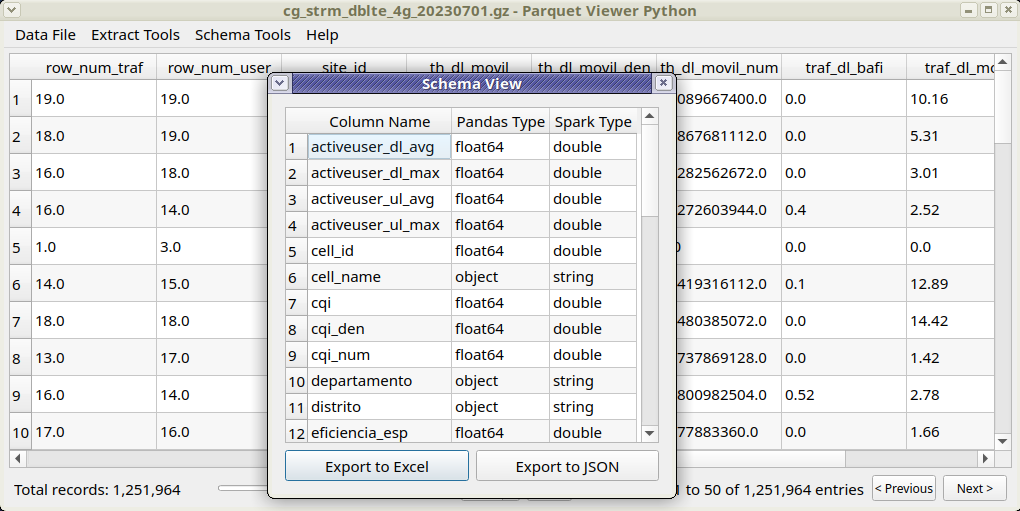 cg_strm_dblte_4g_20230701.gz - Parquet Viewer Python
Data File Extract Tools Schema Tools Help
row_num_traf row_num_user site_id th_dl_movil th_dl_movil_den th_dl_movil_num traf_dl_bafi traf_dl_mo
Schema View
1 19.0 19.0 089667400.0 0.0 10.16
2 18.0 19.0 867681112.0 0.0 5.31
3 16.0 18.0 282562672.0 0.0 3.01
4 16.0 14.0 272603944.0 0.4 2.52
5 1.0 3.0 0.0 0.0
6 14.0 15.0 419316112.0 0.1 12.89
7 18.0 18.0 480385072.0 0.0 14.42
8 13.0 17.0 737869128.0 0.0 1.42
9 16.0 14.0 800982504.0 0.52 2.78
10 17.0 16.0 77883360.0 0.0 1.66
Column Name Pandas Type Spark Type
1 activeuser_dl_avg float64 double
2 activeuser_dl_max float64 double
3 activeuser_ul_avg float64 double
4 activeuser_ul_max float64 double
5 cell_id float64 double
6 cell_name object string
7 cqi float64 double
8 cqi_den float64 double
9 cqi_num float64 double
10 departamento object string
11 distrito object string
12 eficiencia_esp float64 double
Export to Excel Export to JSON
Total records: 1,251,964 1 to 50 of 1,251,964 entries < Previous Next >